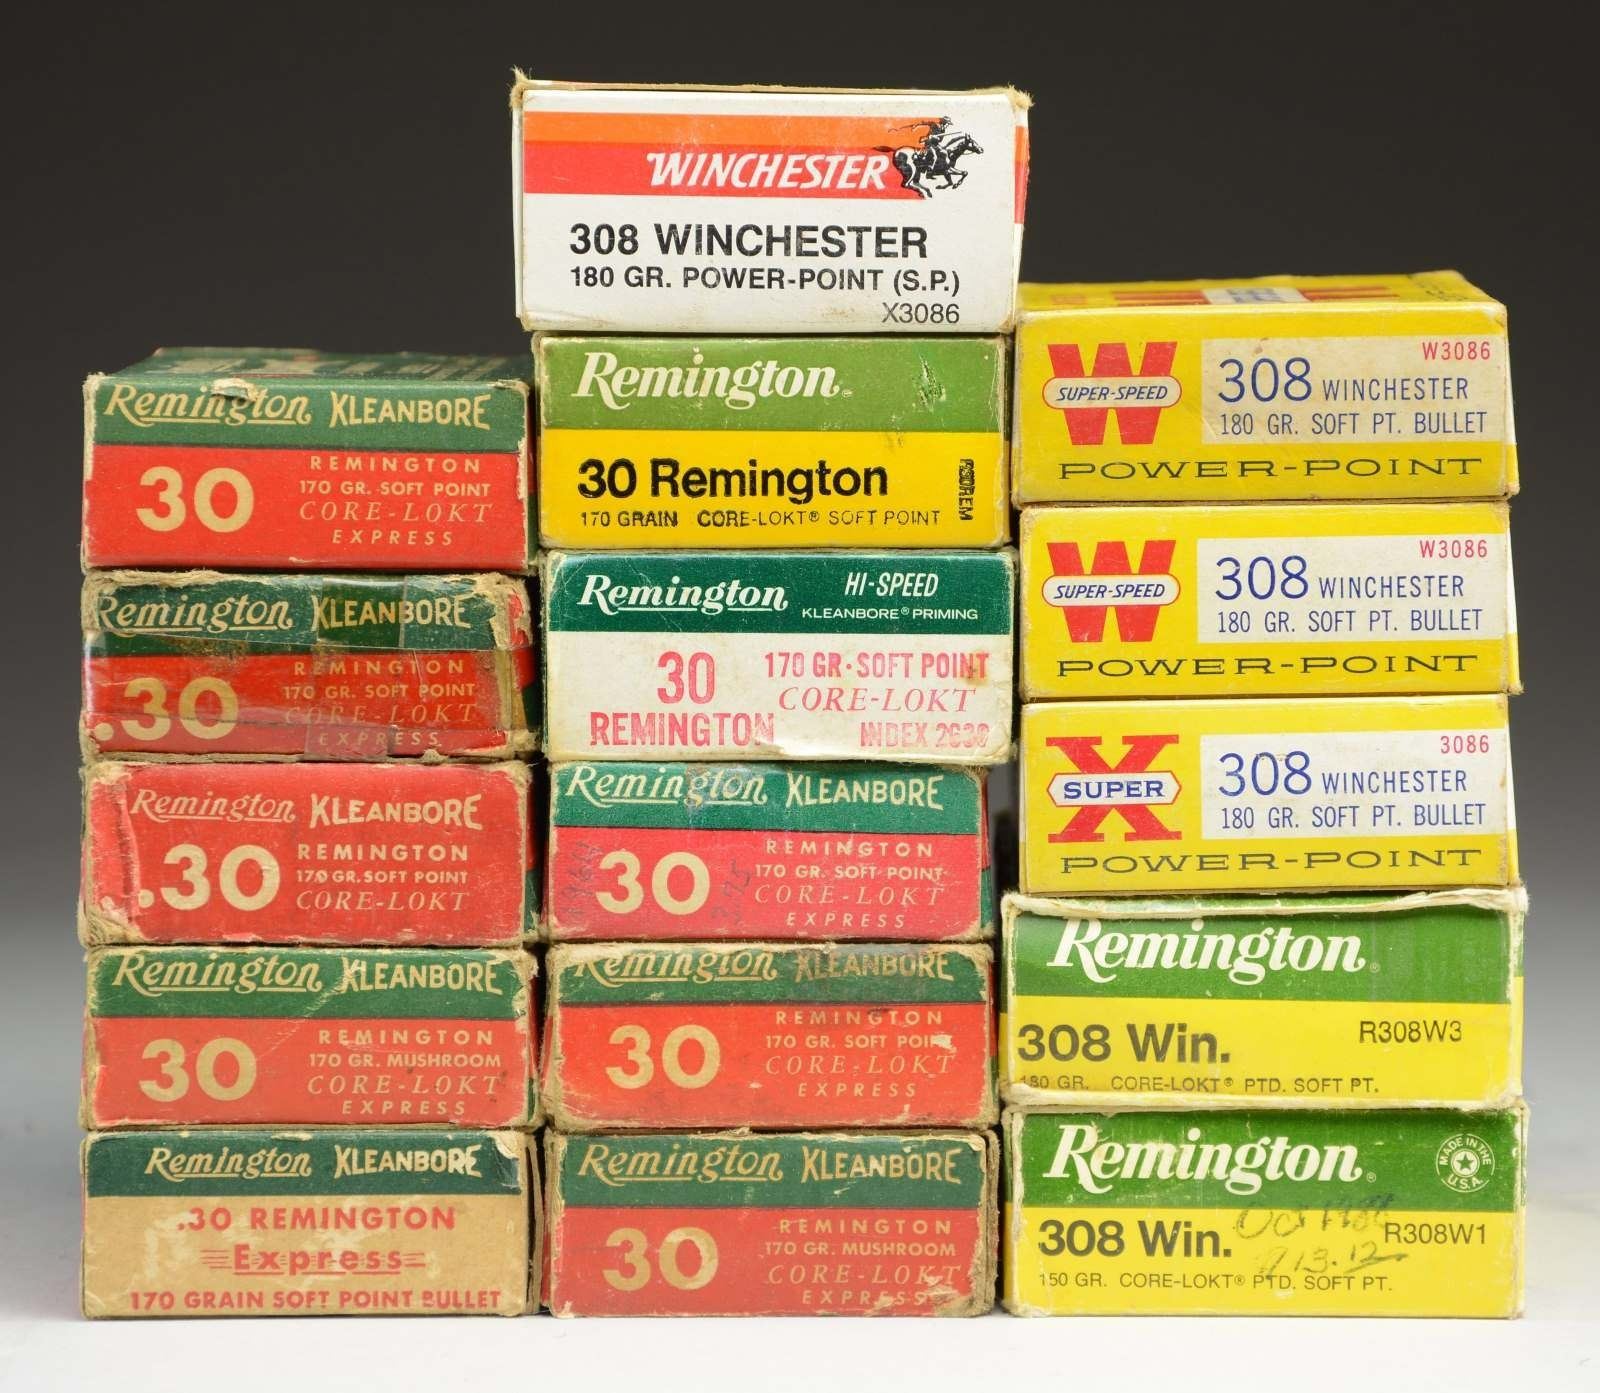 WINCHESTER
308 WINCHESTER
180 GR. POWER-POINT (S.P.)
X3086
Remington
KLEANBORE
REMINGTON
170 GR. SOFT POINT
30
CORE-LOKT
EXPRESS
Remington KLEANBORE
REMINGTON
170 GR. SOFT POINT
.30
CORE-LOKT
EXPRESS
Remington KLEANBORE
REMINGTON
170 GR. SOFT POINT
.30
CORE-LOKT
Remington KLEANBORE
REMINGTON
170 GR. MUSHROOM
30
CORE-LOKT
EXPRESS
Remington KLEANBORE
.30 REMINGTON
Express
170 GRAIN SOFT POINT BULLET
Remington
30 Remington
R30REM
170 GRAIN CORE-LOKT® SOFT POINT
Remington HI-SPEED
KLEANBORE® PRIMING
30 170 GR. SOFT POINT
CORE-LOKT
REMINGTON INDEX
Remington KLEANBORE
REMINGTON
170 GR. SOFT POINT
30
CORE-LOKT
EXPRESS
Remington KLEANBORE
REMINGTON
170 GR. SOFT POINT
30
CORE-LOKT
EXPRESS
Remington KLEANBORE
REMINGTON
170 GR. MUSHROOM
30
CORE-LOKT
EXPRESS
W W3086
SUPER-SPEED 308 WINCHESTER
180 GR. SOFT PT. BULLET
POWER-POINT
W W3086
SUPER-SPEED 308 WINCHESTER
180 GR. SOFT PT. BULLET
POWER-POINT
X 3086
SUPER 308 WINCHESTER
180 GR. SOFT PT. BULLET
POWER-POINT
Remington®
308 Win. R308W3
180 GR. CORE-LOKT® PTD. SOFT PT.
Remington®
MADE IN THE U.S.A.
Oct 1988
308 Win. R308W1
13.12
150 GR. CORE-LOKT® PTD. SOFT PT.